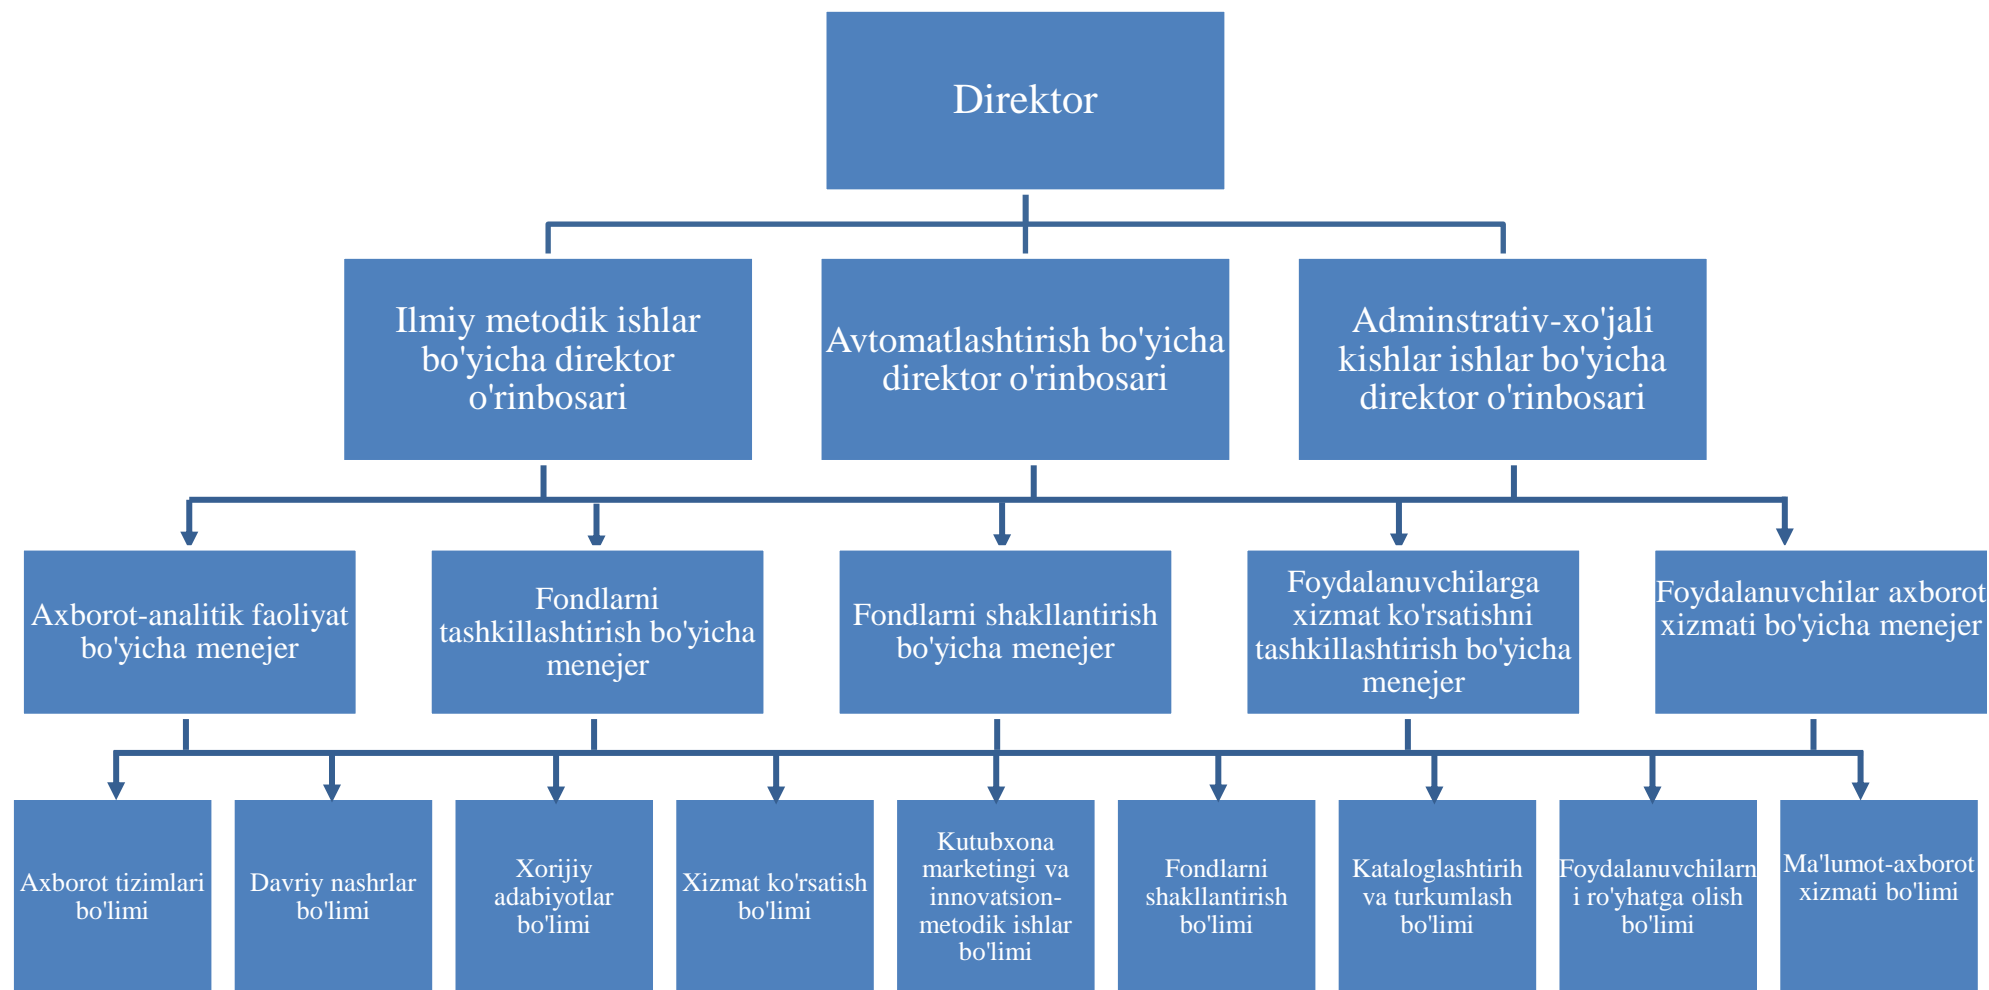 Direktor
Ilmiy metodik ishlar
bo'yicha direktor
o'rinbosari
Avtomatlashtirish bo'yicha
direktor o'rinbosari
Adminstrativ-xo'jali
kishlar ishlar bo'yicha
direktor o'rinbosari
Axborot-analitik faoliyat
bo'yicha menejer
Fondlarni
tashkillashtirish bo'yicha
menejer
Fondlarni shakllantirish
bo'yicha menejer
Foydalanuvchilarga
xizmat ko'rsatishni
tashkillashtirish bo'yicha
menejer
Foydalanuvchilar axborot
xizmati bo'yicha menejer
Axborot tizimlari
bo'limi
Davriy nashrlar
bo'limi
Xorijiy
adabiyotlar
bo'limi
Xizmat ko'rsatish
bo'limi
Kutubxona
marketingi va
innovatsion-
metodik ishlar
bo'limi
Fondlarni
shakllantirish
bo'limi
Kataloglashtirih
va turkumlash
bo'limi
Foydalanuvchilarn
i ro'yhatga olish
bo'limi
Ma'lumot-axborot
xizmati bo'limi